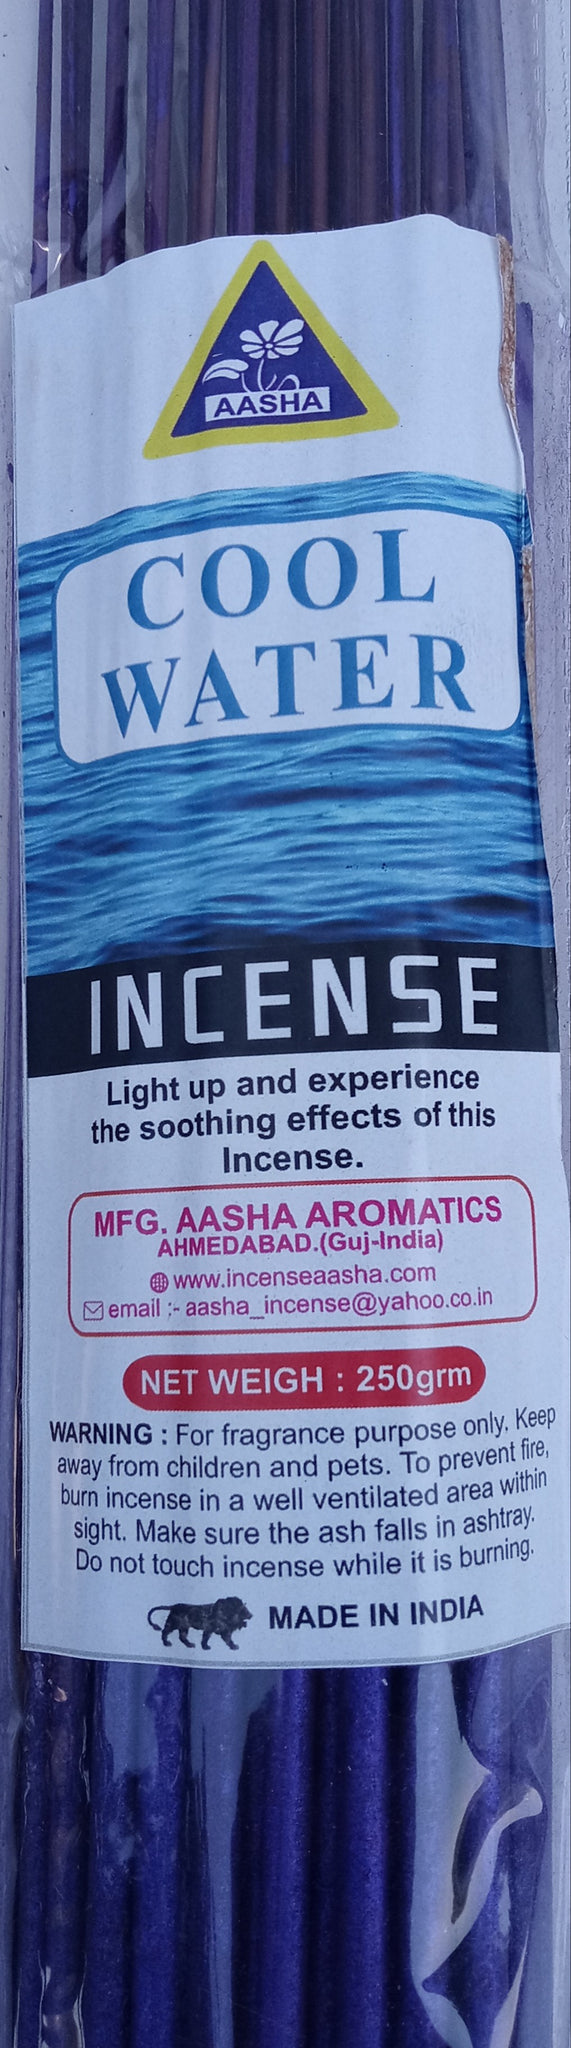 AASHA
COOL
WATER
INCENSE
Light up and experience
the soothing effects of this
Incense.
MFG. AASHA AROMATICS
AHMEDABAD.(Guj-India)
www.incenseaasha.com
email :- aasha_incense@yahoo.co.in
NET WEIGH : 250grm
WARNING : For fragrance purpose only. Keep
away from children and pets. To prevent fire,
burn incense in a well ventilated area within
sight. Make sure the ash falls in ashtray.
Do not touch incense while it is burning.
MADE IN INDIA